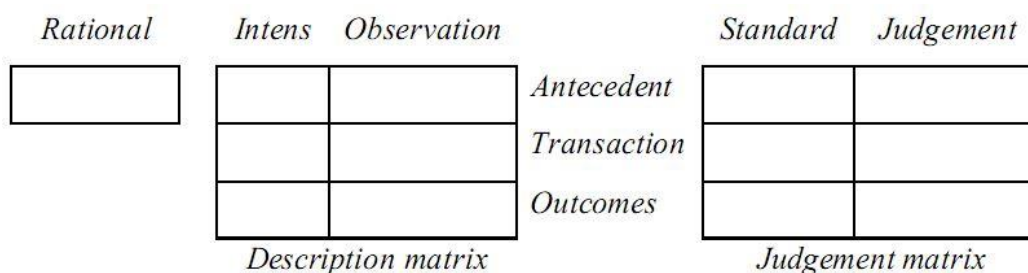 Rational Intens Observation Standard Judgement
Antecedent
Transaction
Outcomes
Description matrix Judgement matrix